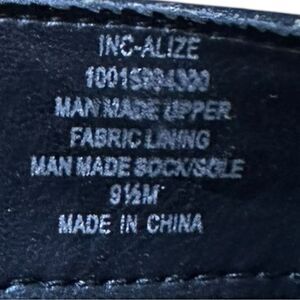 INC-ALIZE
MAN MADE UPPER
FABRIC LINING
MAN MADE SOCK/SOLE
9½M
MADE IN CHINA